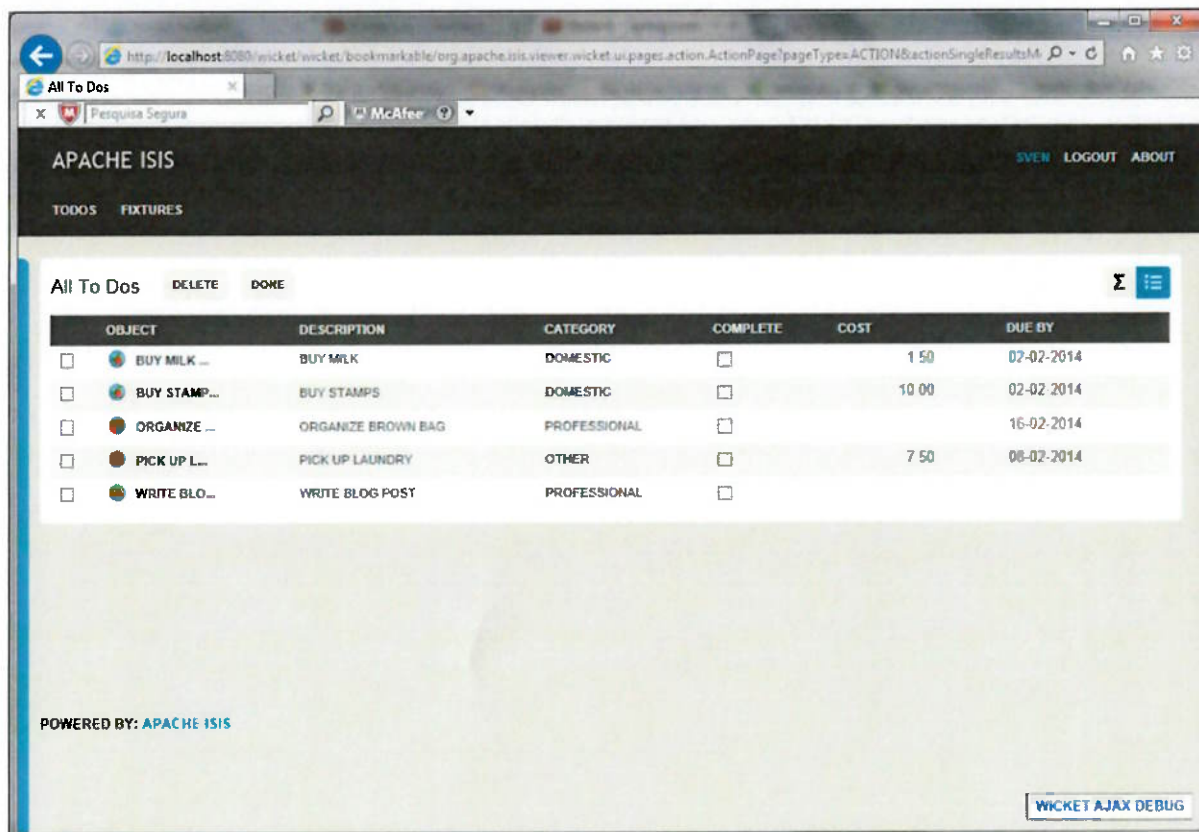 http://localhost:8080/wicket/wicket/bookmarkable/org.apache.isis.viewer.wicket.ui.pages.action.ActionPage?pageType=ACTION&actionSingleResultsM
All To Dos
Pesquisa Segura McAfee
APACHE ISIS SVEN LOGOUT ABOUT
TODOS FIXTURES
All To Dos DELETE DONE Σ
OBJECT DESCRIPTION CATEGORY COMPLETE COST DUE BY
BUY MILK ... BUY MILK DOMESTIC 1.50 02-02-2014
BUY STAMP... BUY STAMPS DOMESTIC 10.00 02-02-2014
ORGANIZE ... ORGANIZE BROWN BAG PROFESSIONAL 16-02-2014
PICK UP L... PICK UP LAUNDRY OTHER 7.50 08-02-2014
WRITE BLO... WRITE BLOG POST PROFESSIONAL
POWERED BY: APACHE ISIS
WICKET AJAX DEBUG